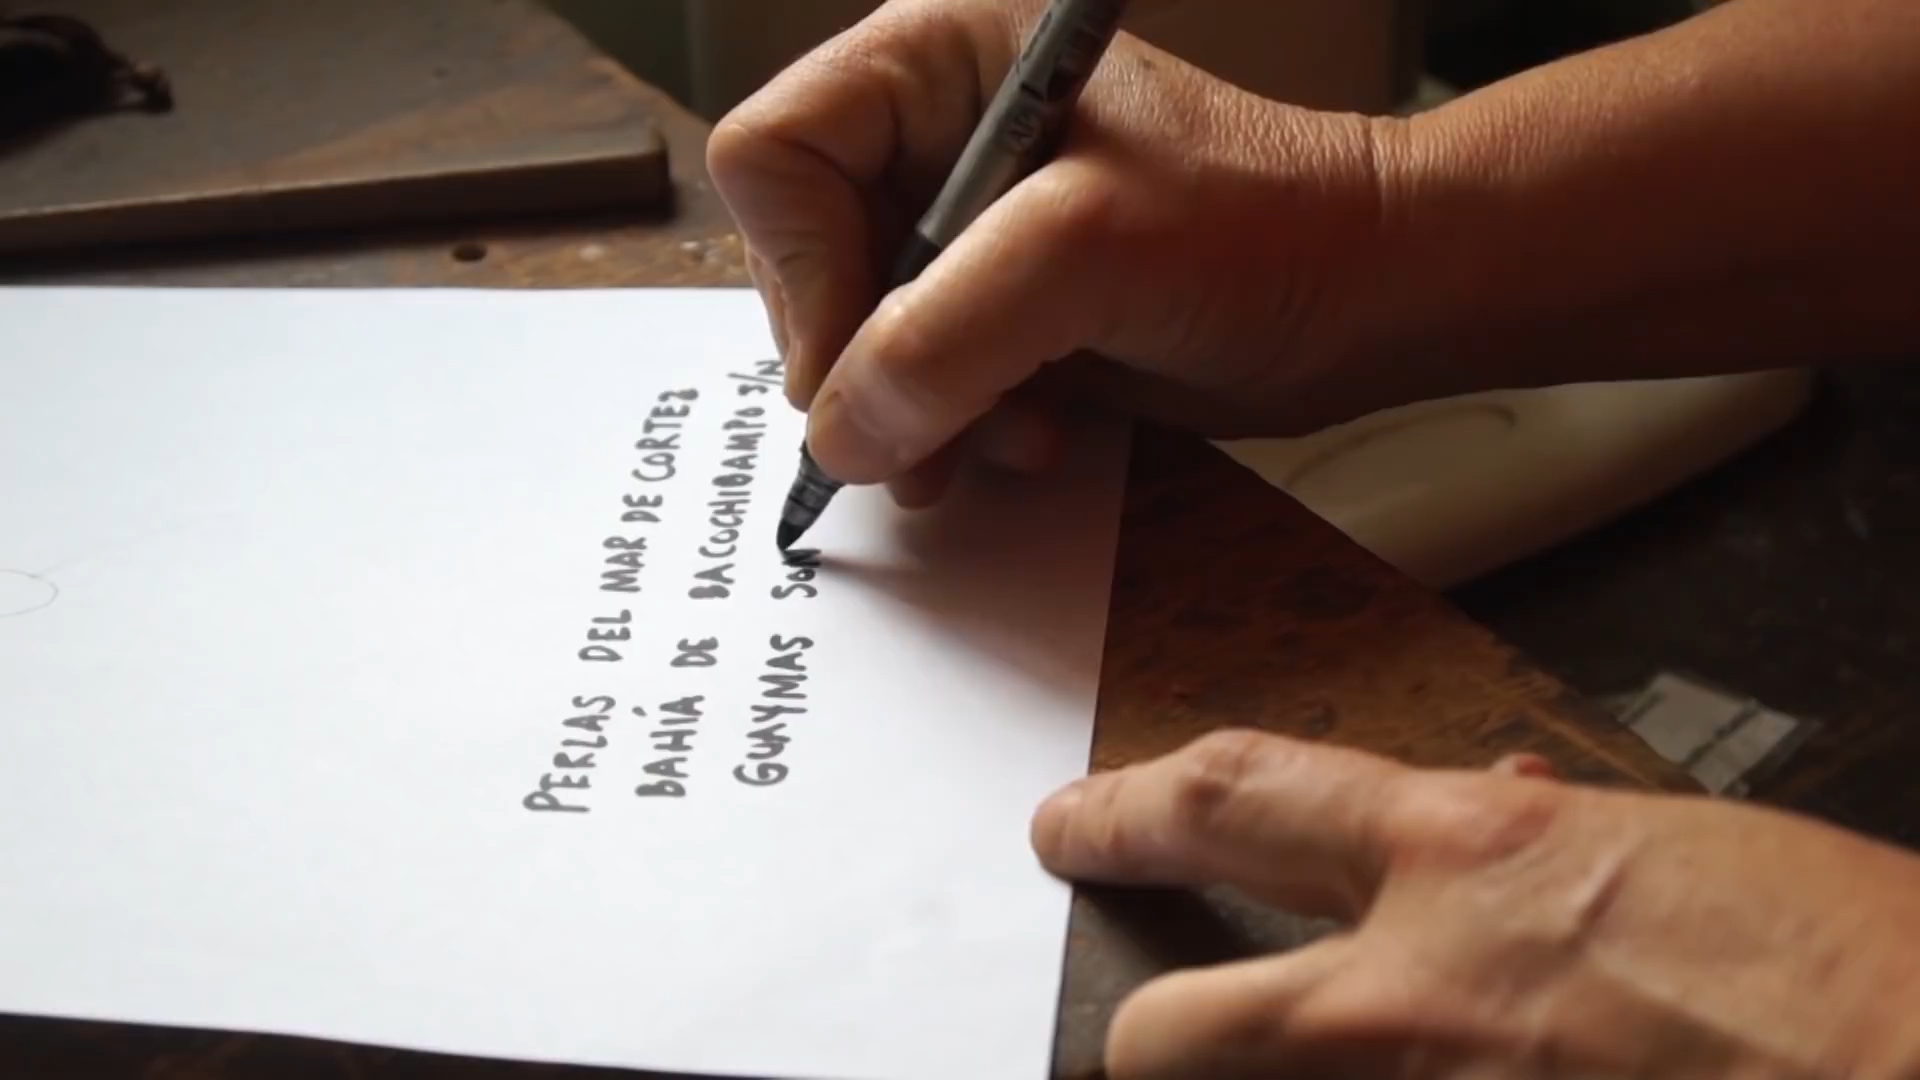 PERLAS DEL MAR DE CORTEZ
BAHÍA DE BACOCHIBAMPO S/N
GUAYMAS SON